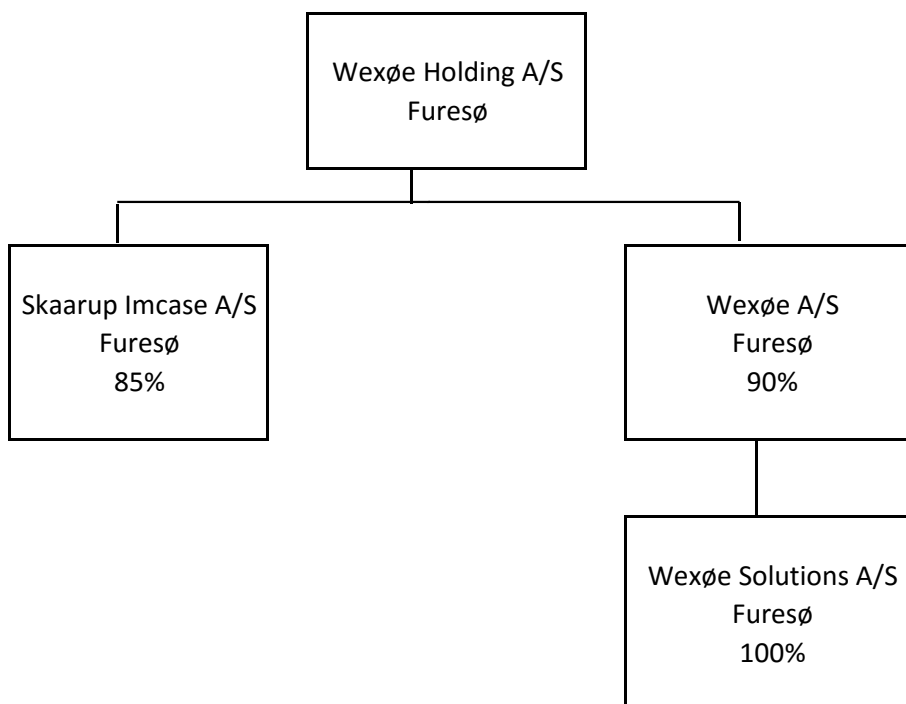 Wexøe Holding A/S
Furesø
Skaarup Imcase A/S
Furesø
85%
Wexøe A/S
Furesø
90%
Wexøe Solutions A/S
Furesø
100%